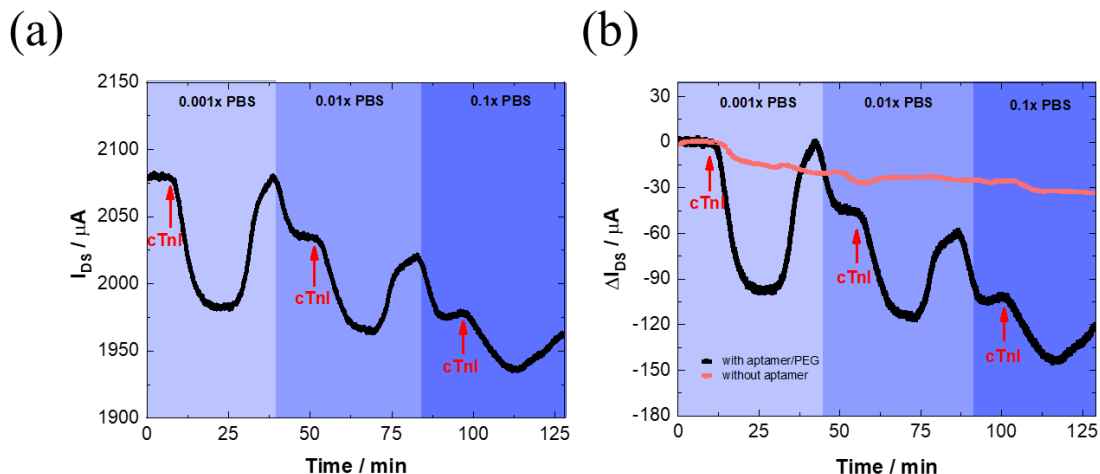 (a)
2150
2100
2050
2000
1950
1900
I_DS / μA
0.001x PBS
0.01x PBS
0.1x PBS
cTnI
cTnI
cTnI
0
25
50
75
100
125
Time / min
(b)
30
0
-30
-60
-90
-120
-150
-180
ΔI_DS / μA
0.001x PBS
0.01x PBS
0.1x PBS
cTnI
cTnI
cTnI
with aptamer/PEG
without aptamer
0
25
50
75
100
125
Time / min